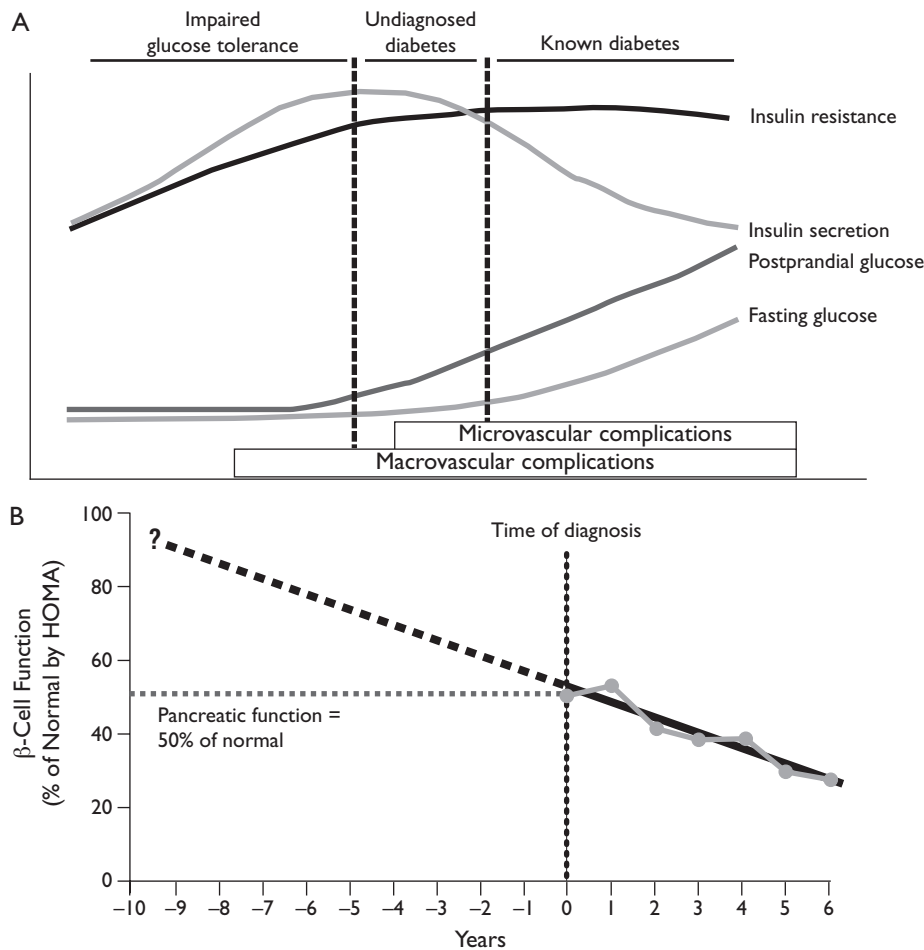 A
Impaired
glucose tolerance
Undiagnosed
diabetes
Known diabetes
Insulin resistance
Insulin secretion
Postprandial glucose
Fasting glucose
Microvascular complications
Macrovascular complications
B
β-Cell Function
(% of Normal by HOMA)
100
80
60
40
20
0
?
Time of diagnosis
Pancreatic function =
50% of normal
–10 –9 –8 –7 –6 –5 –4 –3 –2 –1 0 1 2 3 4 5 6
Years